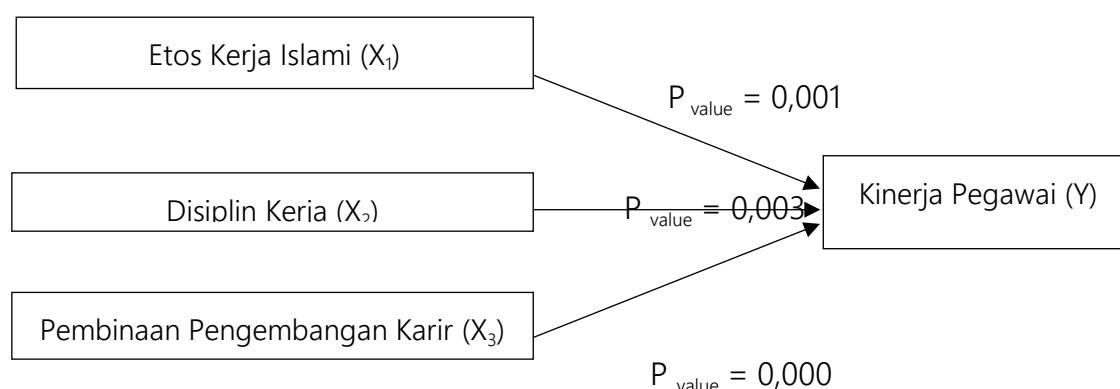 Etos Kerja Islami (X₁)
P value = 0,001
Kinerja Pegawai (Y)
Disiplin Kerja (X₂)
P value = 0,003
Pembinaan Pengembangan Karir (X₃)
P value = 0,000